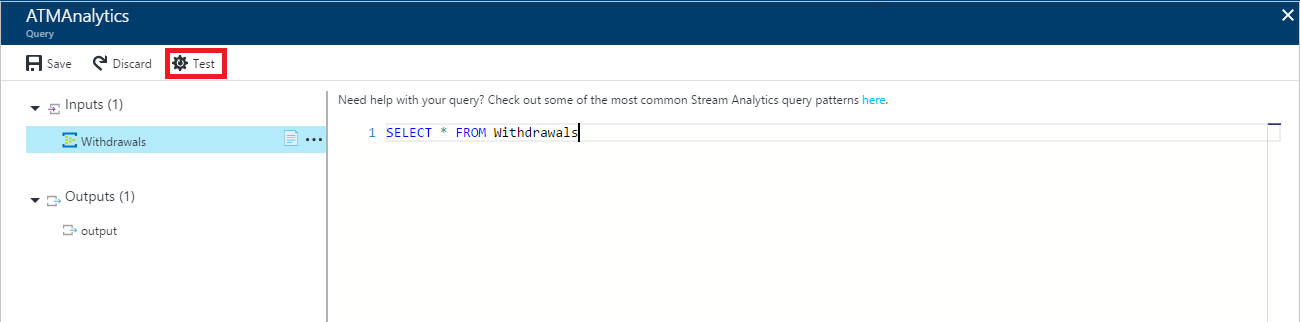 ATMAnalytics
Query
Save Discard Test
Inputs (1)
Withdrawals
Outputs (1)
output
Need help with your query? Check out some of the most common Stream Analytics query patterns here.
1 SELECT * FROM Withdrawals